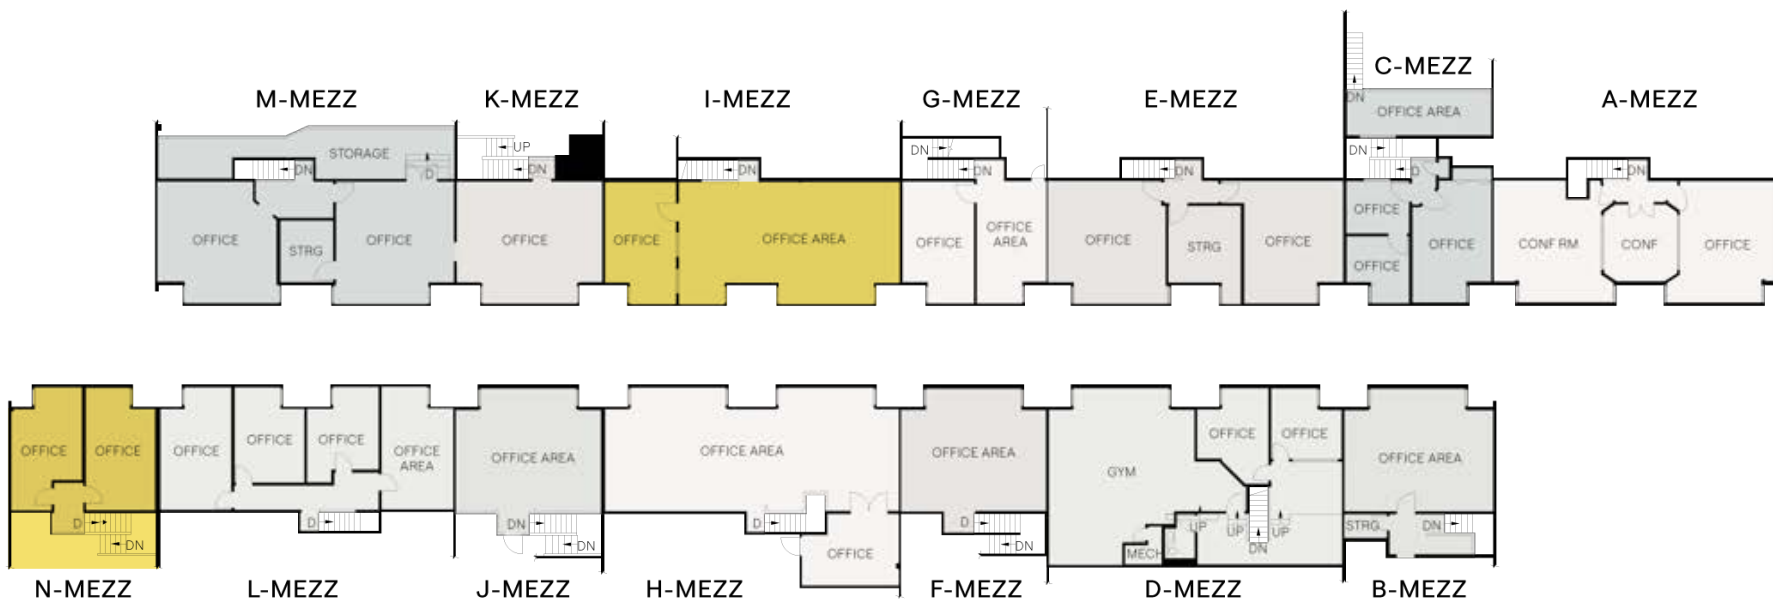 C-MEZZ
M-MEZZ
K-MEZZ
I-MEZZ
G-MEZZ
E-MEZZ
A-MEZZ
DN
OFFICE AREA
STORAGE
UP
DN
DN
DN
D
DN
DN
DN
DN
DN
D
DN
OFFICE
STRG
OFFICE
OFFICE
OFFICE
OFFICE AREA
OFFICE
OFFICE
AREA
OFFICE
STRG
OFFICE
OFFICE
OFFICE
OFFICE
CONF RM
CONF
OFFICE
OFFICE
OFFICE
OFFICE
OFFICE
OFFICE
OFFICE
AREA
OFFICE AREA
OFFICE AREA
OFFICE AREA
GYM
OFFICE
OFFICE
OFFICE AREA
D
DN
D
DN
D
OFFICE
D
DN
MECH
UP
UP
DN
UP
STRG
DN
N-MEZZ
L-MEZZ
J-MEZZ
H-MEZZ
F-MEZZ
D-MEZZ
B-MEZZ